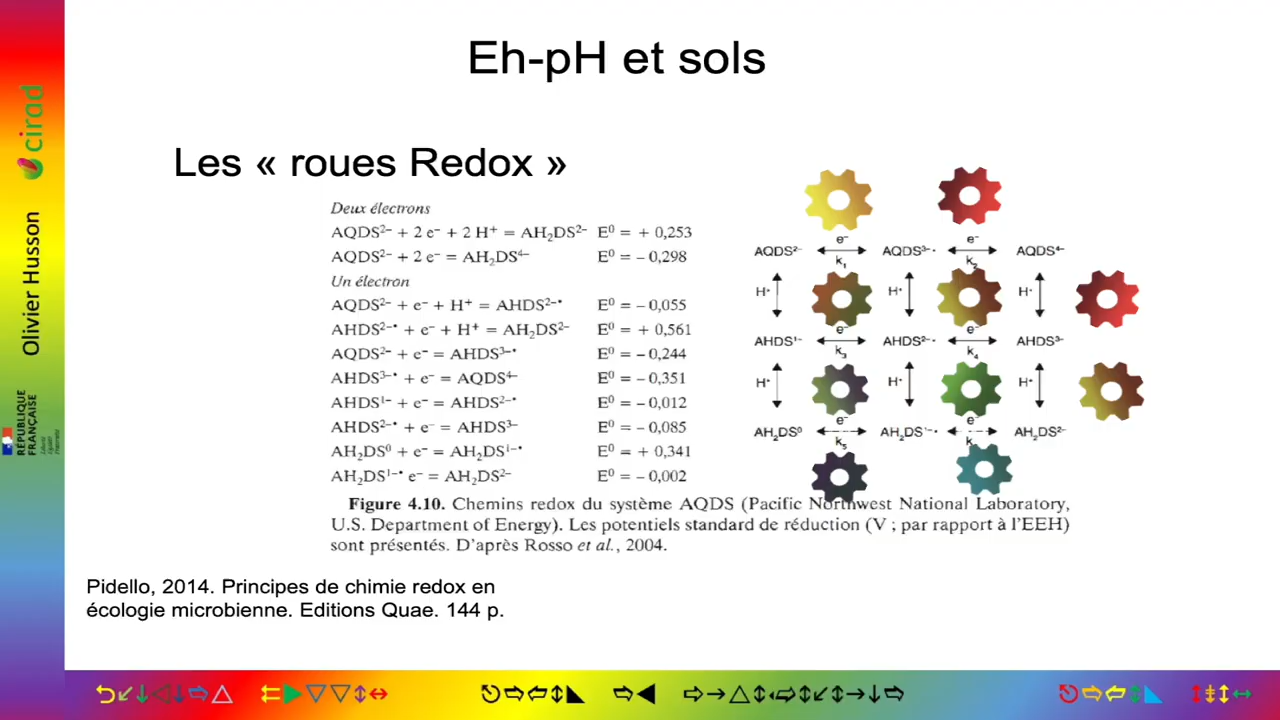 Eh-pH et sols
cirad
Olivier Husson
RÉPUBLIQUE
FRANÇAISE
Les « roues Redox »
Deux électrons
AQDS²⁻ + 2 e⁻ + 2 H⁺ = AH₂DS²⁻ E⁰ = + 0,253
AQDS²⁻ + 2 e⁻ = AH₂DS⁴⁻ E⁰ = – 0,298
Un électron
AQDS²⁻ + e⁻ + H⁺ = AHDS²⁻• E⁰ = – 0,055
AHDS²⁻• + e⁻ + H⁺ = AH₂DS²⁻ E⁰ = + 0,561
AQDS²⁻ + e⁻ = AHDS³⁻• E⁰ = – 0,244
AHDS³⁻• + e⁻ = AQDS⁴⁻ E⁰ = – 0,351
AHDS¹⁻ + e⁻ = AHDS²⁻• E⁰ = – 0,012
AHDS²⁻• + e⁻ = AHDS³⁻ E⁰ = – 0,085
AH₂DS⁰ + e⁻ = AH₂DS¹⁻• E⁰ = + 0,341
AH₂DS¹⁻• e⁻ = AH₂DS²⁻ E⁰ = – 0,002
e⁻ e⁻
AQDS²⁻ AQDS³⁻• AQDS⁴⁻
k₁ k₂
H⁺ H⁺ H⁺
e⁻ e⁻
AHDS¹⁻ AHDS²⁻• AHDS³⁻
k₃ k₄
H⁺ H⁺ H⁺
e⁻ e⁻
AH₂DS⁰ AH₂DS¹⁻• AH₂DS²⁻
k₅ k
Figure 4.10. Chemins redox du système AQDS (Pacific Northwest National Laboratory,
U.S. Department of Energy). Les potentiels standard de réduction (V ; par rapport à l'EEH)
sont présentés. D'après Rosso et al., 2004.
Pidello, 2014. Principes de chimie redox en
écologie microbienne. Editions Quae. 144 p.